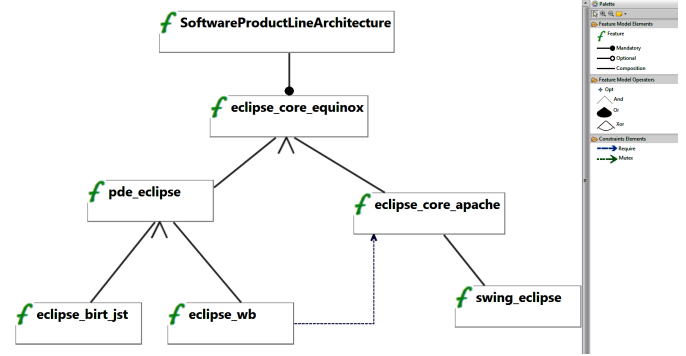 SoftwareProductLineArchitecture
eclipse_core_equinox
pde_eclipse
eclipse_core_apache
eclipse_birt_jst
eclipse_wb
swing_eclipse
Palette
Feature Model Elements
Feature
Mandatory
Optional
Composition
Feature Model Operators
Opt
And
Or
Xor
Constraints Elements
Require
Mutex